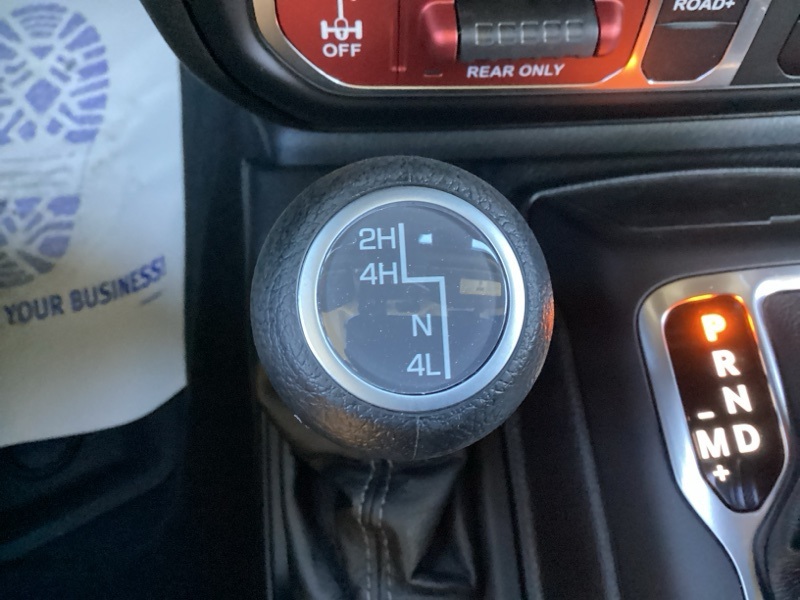 OFF
REAR ONLY
ROAD+
2H
4H
N
4L
YOUR BUSINESS!
P
R
N
D
–
M
+